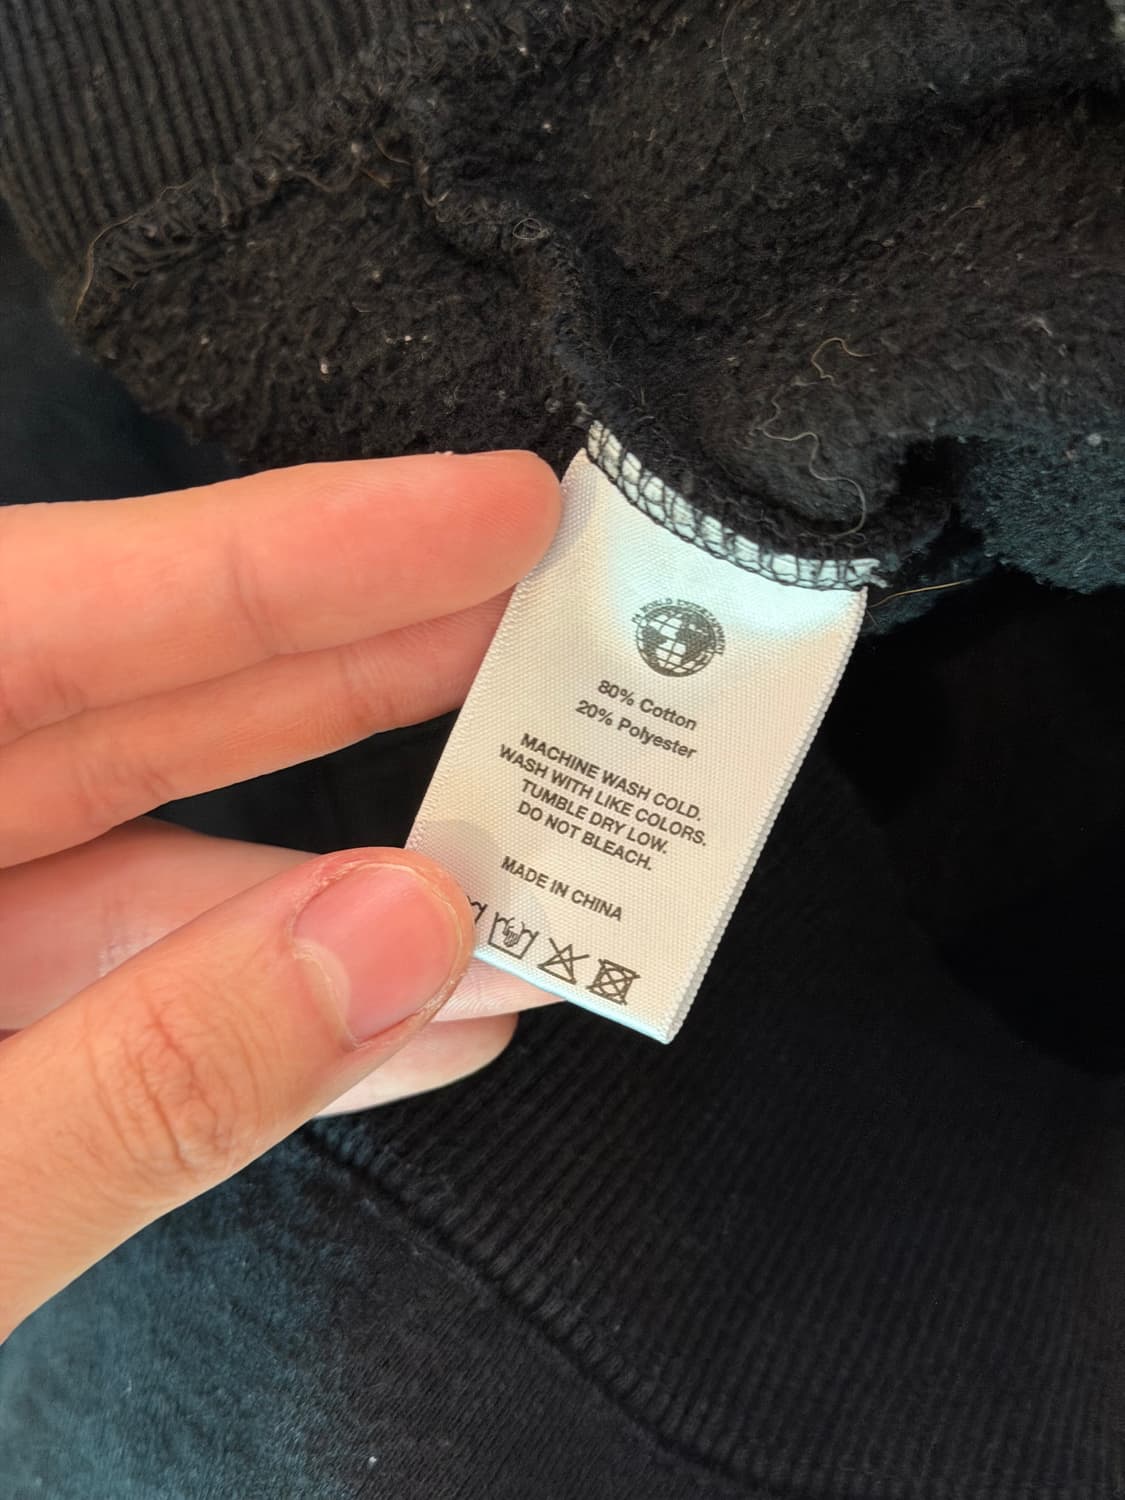 80% Cotton
20% Polyester
MACHINE WASH COLD.
WASH WITH LIKE COLORS.
TUMBLE DRY LOW.
DO NOT BLEACH.
MADE IN CHINA